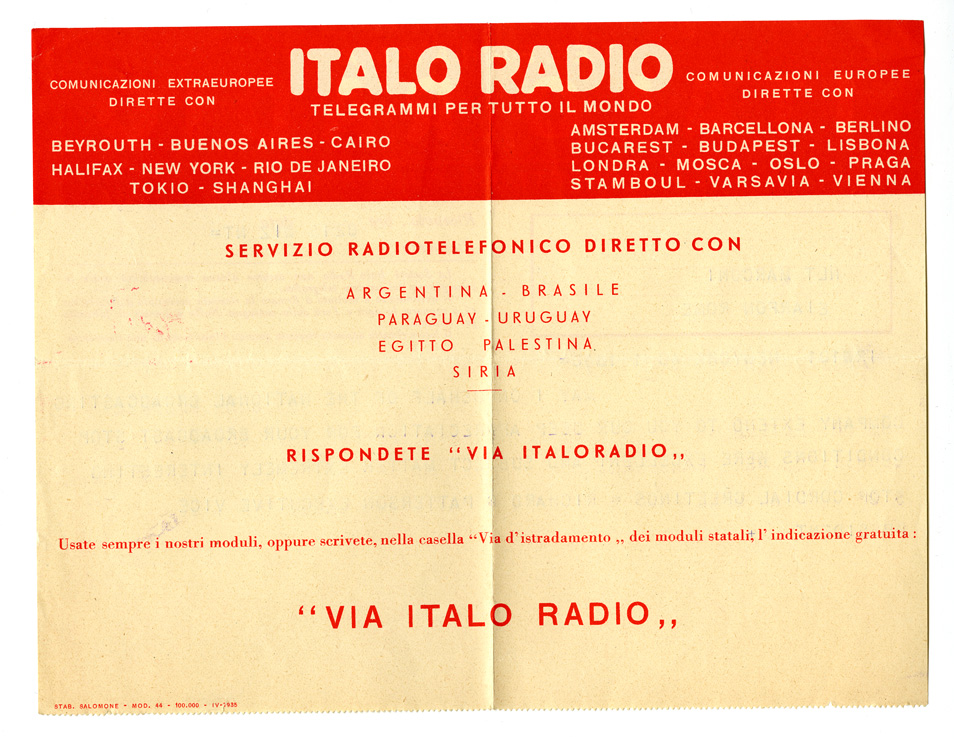 ITALO RADIO
TELEGRAMMI PER TUTTO IL MONDO
COMUNICAZIONI EXTRAEUROPEE
DIRETTE CON
BEYROUTH - BUENOS AIRES - CAIRO
HALIFAX - NEW YORK - RIO DE JANEIRO
TOKIO - SHANGHAI
COMUNICAZIONI EUROPEE
DIRETTE CON
AMSTERDAM - BARCELLONA - BERLINO
BUCAREST - BUDAPEST - LISBONA
LONDRA - MOSCA - OSLO - PRAGA
STAMBOUL - VARSAVIA - VIENNA
SERVIZIO RADIOTELEFONICO DIRETTO CON
ARGENTINA - BRASILE
PARAGUAY - URUGUAY
EGITTO PALESTINA
SIRIA
RISPONDETE “VIA ITALORADIO„
Usate sempre i nostri moduli, oppure scrivete, nella casella “Via d’istradamento„ dei moduli statali, l’indicazione gratuita :
“VIA ITALO RADIO„
STAB. SALOMONE - MOD. 44 - 100.000 - IV-1935